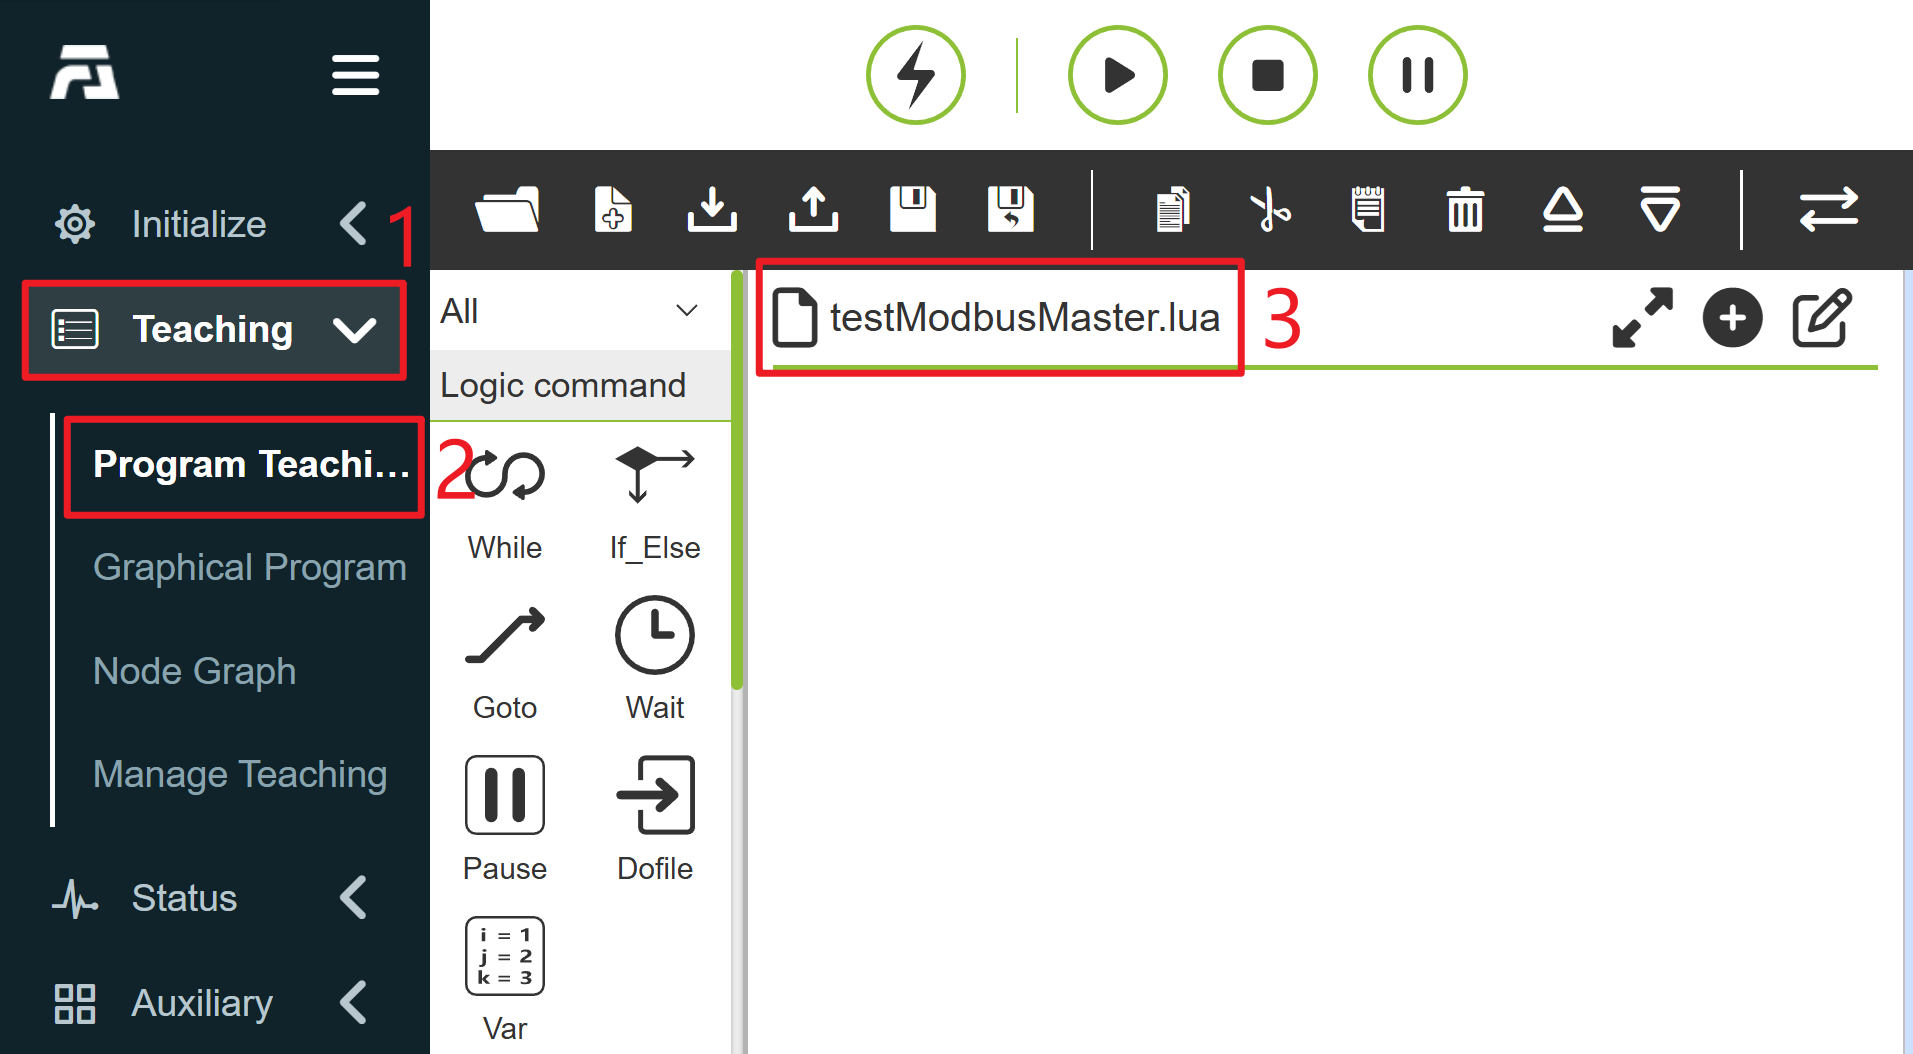 Initialize
1
Teaching
Program Teachi...
Graphical Program
Node Graph
Manage Teaching
Status
Auxiliary
All
Logic command
2
While
If_Else
Goto
Wait
Pause
Dofile
i = 1
j = 2
k = 3
Var
testModbusMaster.lua
3